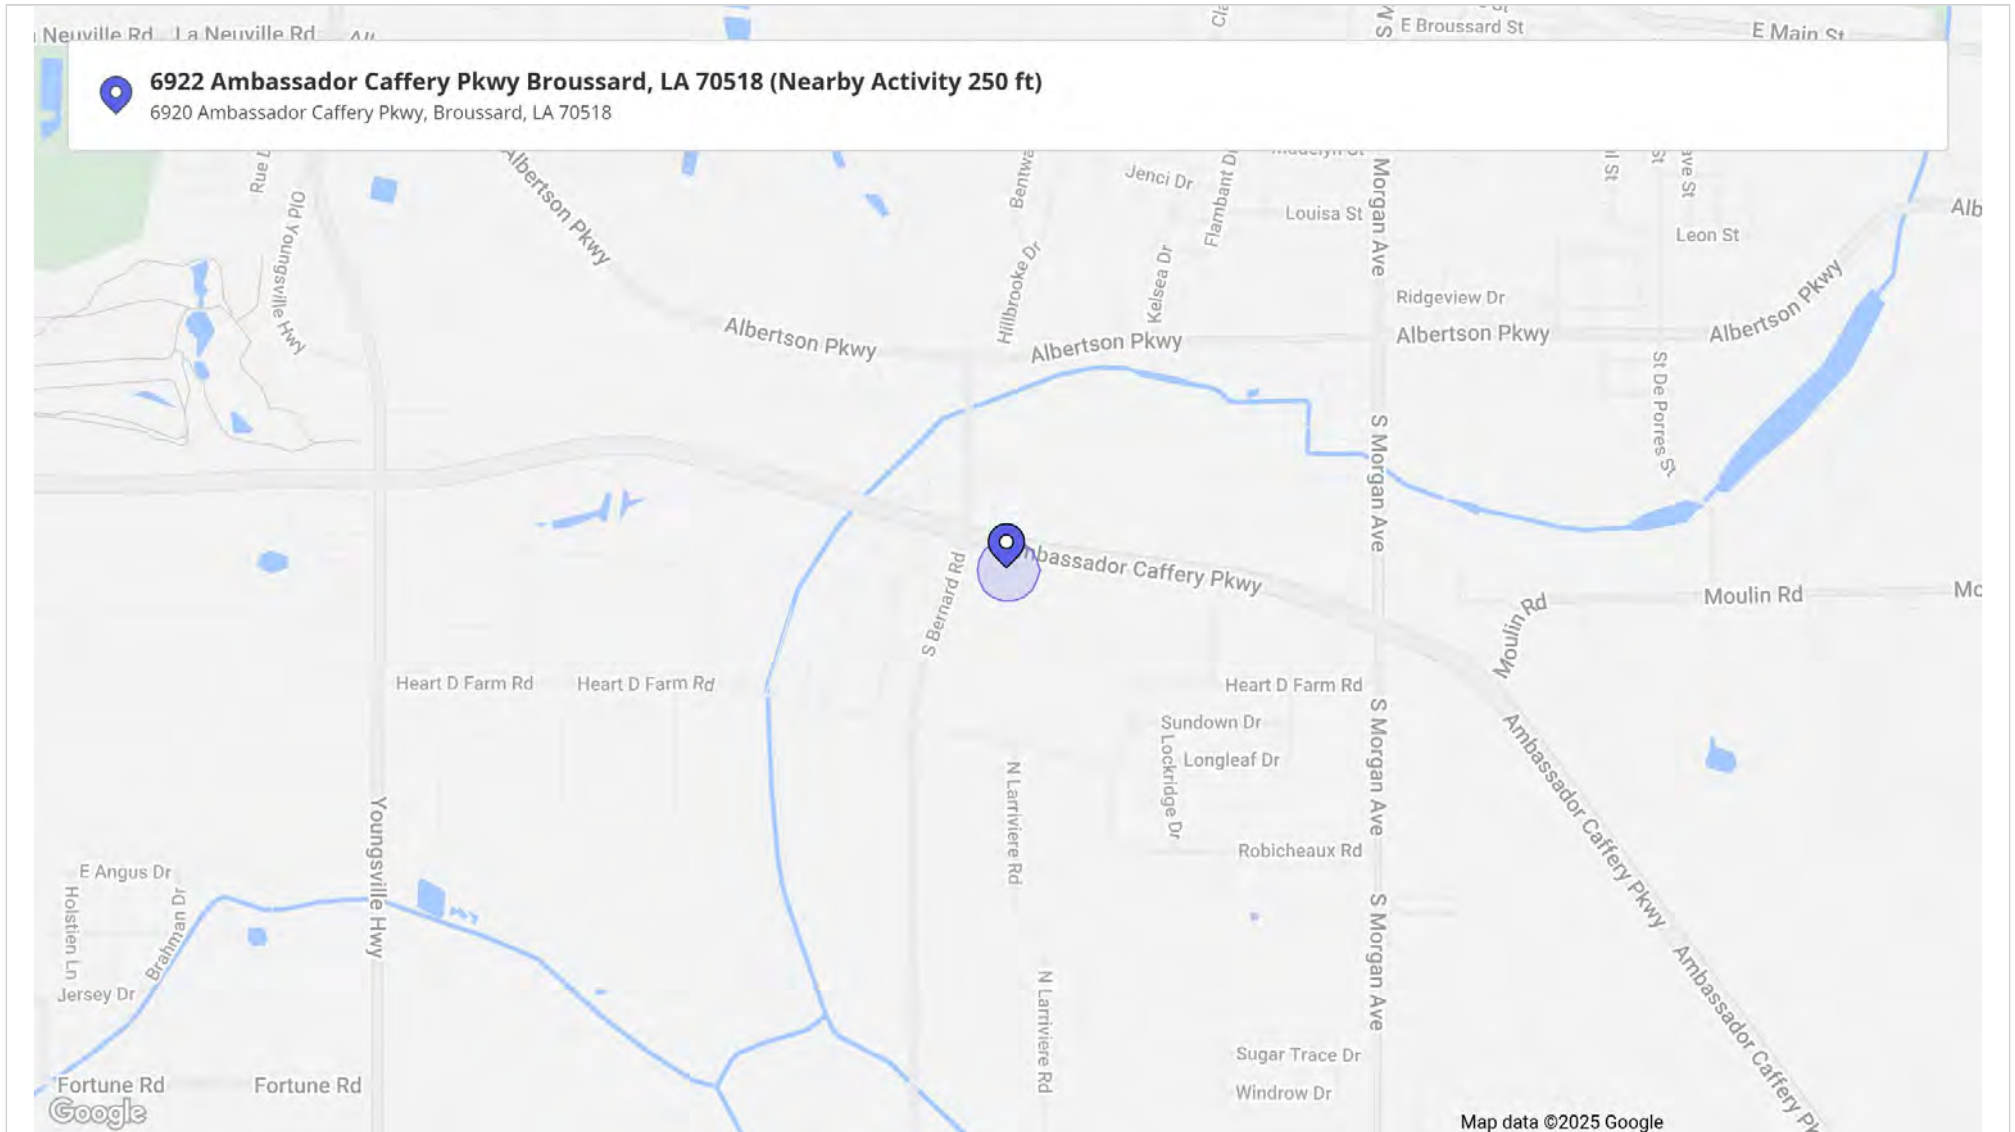 Neuville Rd
La Neuville Rd
E Broussard St
E Main St
6922 Ambassador Caffery Pkwy Broussard, LA 70518 (Nearby Activity 250 ft)
6920 Ambassador Caffery Pkwy, Broussard, LA 70518
Albertson Pkwy
Jenci Dr
Flambant Dr
Louisa St
Morgan Ave
Leon St
Old Youngsville Hwy
Hillbrooke Dr
Kelsea Dr
Ridgeview Dr
Albertson Pkwy
Albertson Pkwy
Albertson Pkwy
Albertson Pkwy
St De Porres St
S Morgan Ave
S Bernard Rd
Ambassador Caffery Pkwy
Moulin Rd
Moulin Rd
Heart D Farm Rd
Heart D Farm Rd
Heart D Farm Rd
Sundown Dr
Longleaf Dr
Lockridge Dr
S Morgan Ave
Ambassador Caffery Pkwy
N Larriviere Rd
Youngsville Hwy
Robicheaux Rd
E Angus Dr
Holstien Ln
Brahman Dr
S Morgan Ave
Jersey Dr
N Larriviere Rd
Ambassador Caffery Pk
Sugar Trace Dr
Fortune Rd
Fortune Rd
Windrow Dr
Google
Map data ©2025 Google